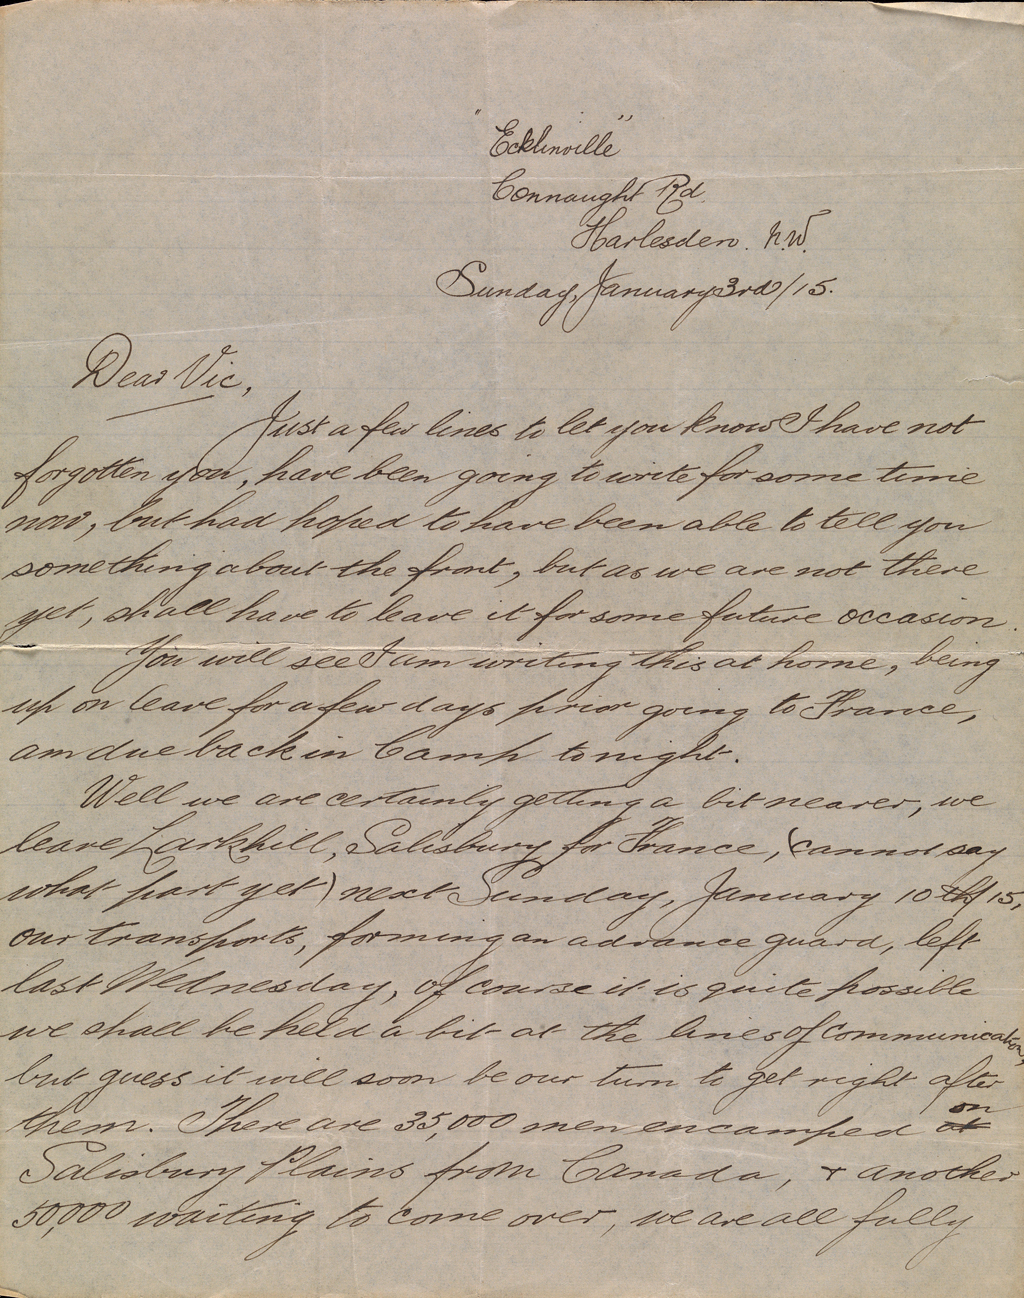 "Ecklinville"
Connaught Rd
Harlesden. N.W.
Sunday, January 3rd/15.
Dear Vic,
Just a few lines to let you know I have not
forgotten you, have been going to write for some time
now, but had hoped to have been able to tell you
something about the front, but as we are not there
yet, shall have to leave it for some future occasion.
You will see I am writing this at home, being
up on leave for a few days prior going to France,
am due back in Camp tonight.
Well we are certainly getting a bit nearer, we
leave Larkhill, Salisbury for France, (cannot say
what part yet) next Sunday, January 10th/15,
our transports, forming an advance guard, left
last Wednesday, of course it is quite possible
we shall be held a bit at the lines of communication,
but guess it will soon be our turn to get right after
them. There are 35,000 men encamped at on
Salisbury Plains from Canada, & another
50,000 waiting to come over, we are all fully